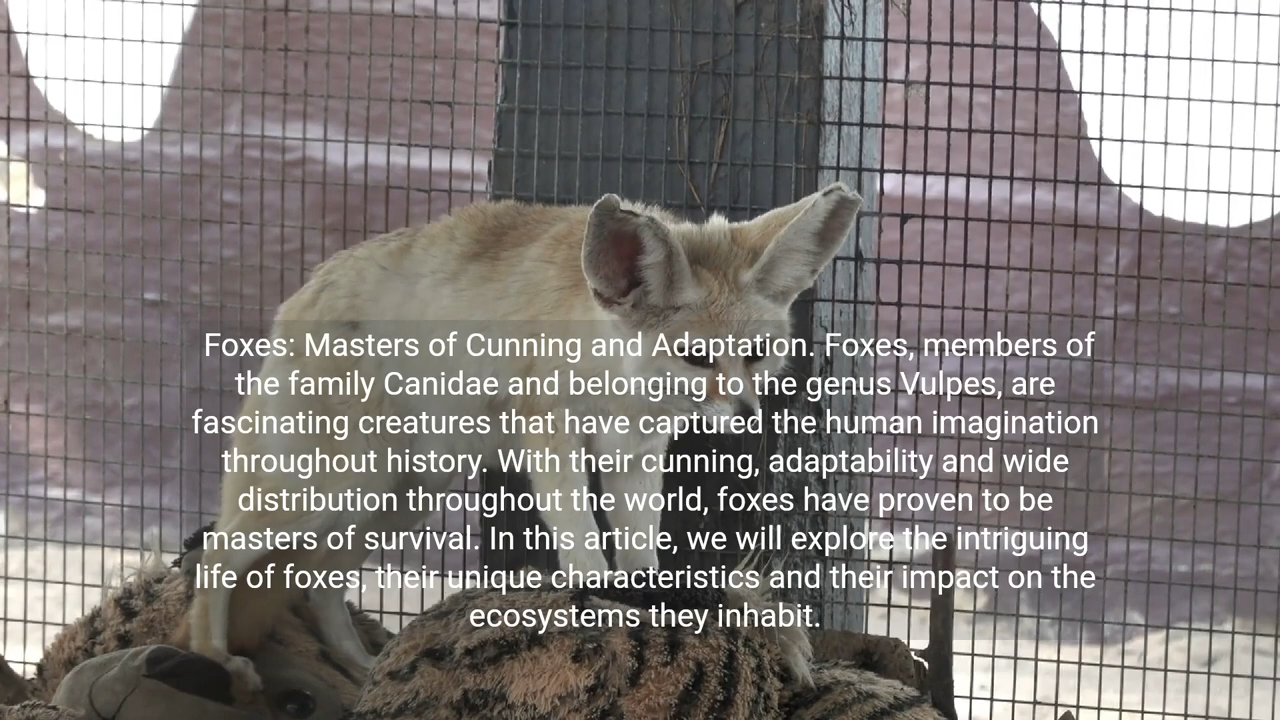 Foxes: Masters of Cunning and Adaptation. Foxes, members of
the family Canidae and belonging to the genus Vulpes, are
fascinating creatures that have captured the human imagination
throughout history. With their cunning, adaptability and wide
distribution throughout the world, foxes have proven to be
masters of survival. In this article, we will explore the intriguing
life of foxes, their unique characteristics and their impact on the
ecosystems they inhabit.